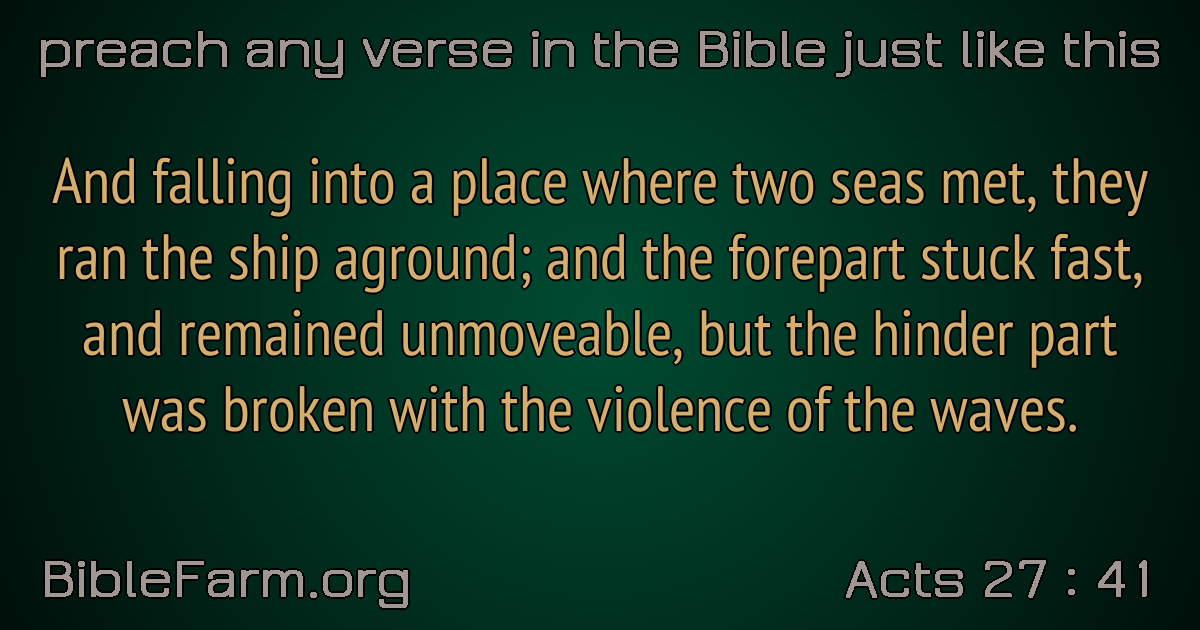 preach any verse in the Bible just like this
And falling into a place where two seas met, they
ran the ship aground; and the forepart stuck fast,
and remained unmoveable, but the hinder part
was broken with the violence of the waves.
BibleFarm.org
Acts 27 : 41